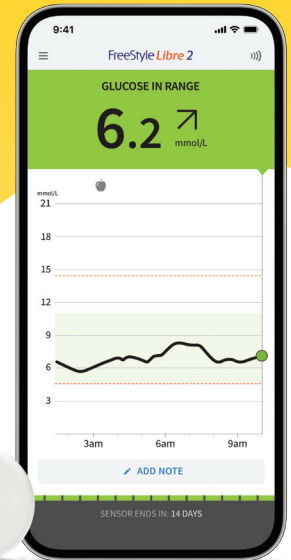 9:41
FreeStyle Libre 2
GLUCOSE IN RANGE
6.2 mmol/L
mmol/L
21
18
15
12
9
6
3
3am 6am 9am
ADD NOTE
SENSOR ENDS IN: 14 DAYS